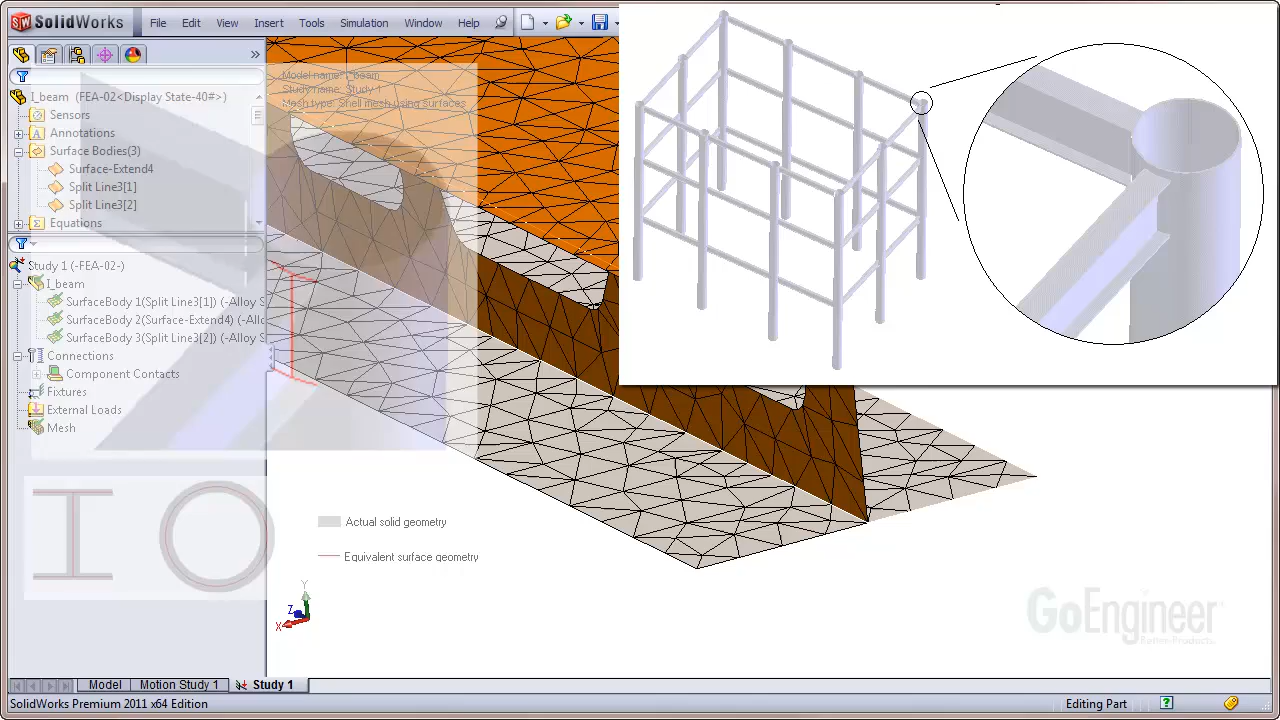 SolidWorks
File Edit View Insert Tools Simulation Window Help
I_beam (FEA-02<Display State-40#>)
Sensors
Annotations
Surface Bodies(3)
Surface-Extend4
Split Line3[1]
Split Line3[2]
Equations
Study 1 (-FEA-02-)
I_beam
SurfaceBody 1(Split Line3[1]) (-Alloy S
SurfaceBody 2(Surface-Extend4) (-Alloy
SurfaceBody 3(Split Line3[2]) (-Alloy S
Connections
Component Contacts
Fixtures
External Loads
Mesh
Model name: I_beam
Study name: Study 1
Mesh type: Shell mesh using surfaces
Actual solid geometry
Equivalent surface geometry
Y
Z
X
GoEngineer
Better Products.
Model Motion Study 1 Study 1
SolidWorks Premium 2011 x64 Edition
Editing Part